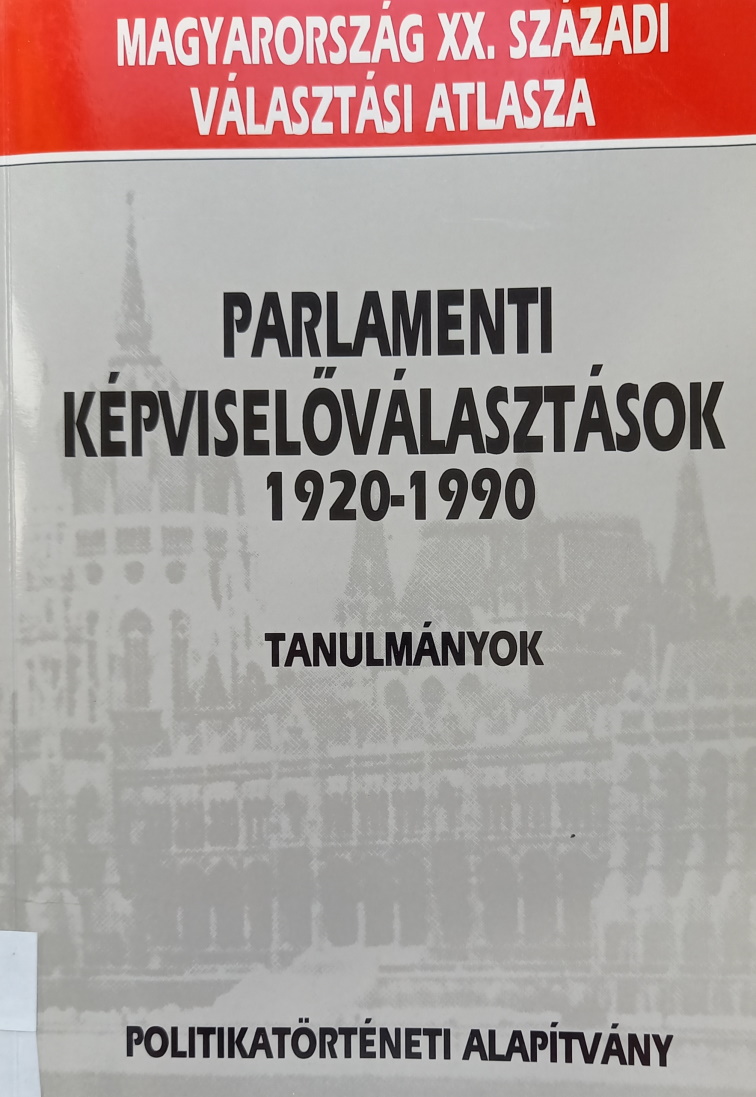 MAGYARORSZÁG XX. SZÁZADI
VÁLASZTÁSI ATLASZA
PARLAMENTI
KÉPVISELŐVÁLASZTÁSOK
1920-1990
TANULMÁNYOK
POLITIKATÖRTÉNETI ALAPÍTVÁNY